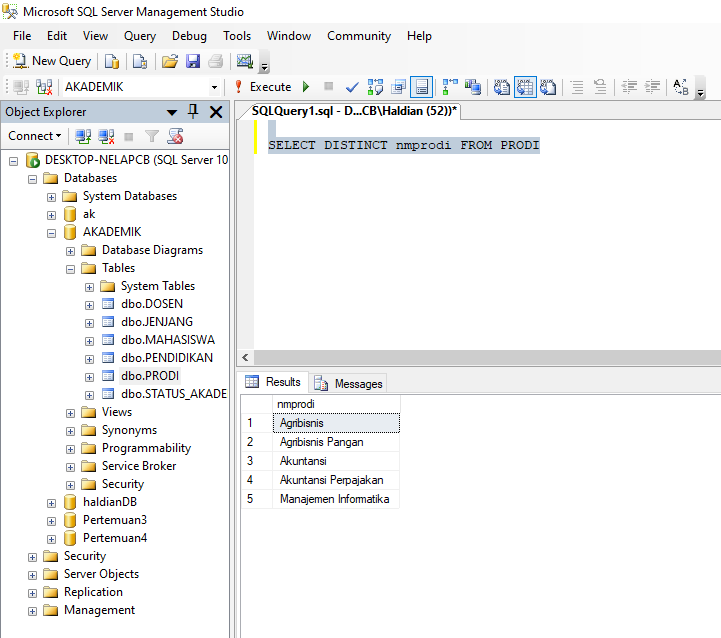 Microsoft SQL Server Management Studio
File Edit View Query Debug Tools Window Community Help
New Query
AKADEMIK Execute
Object Explorer
Connect
DESKTOP-NELAPCB (SQL Server 10
Databases
System Databases
ak
AKADEMIK
Database Diagrams
Tables
System Tables
dbo.DOSEN
dbo.JENJANG
dbo.MAHASISWA
dbo.PENDIDIKAN
dbo.PRODI
dbo.STATUS_AKADE
Views
Synonyms
Programmability
Service Broker
Security
haldianDB
Pertemuan3
Pertemuan4
Security
Server Objects
Replication
Management
SQLQuery1.sql - D...CB\Haldian (52))*
SELECT DISTINCT nmprodi FROM PRODI
Results Messages
nmprodi
1 Agribisnis
2 Agribisnis Pangan
3 Akuntansi
4 Akuntansi Perpajakan
5 Manajemen Informatika